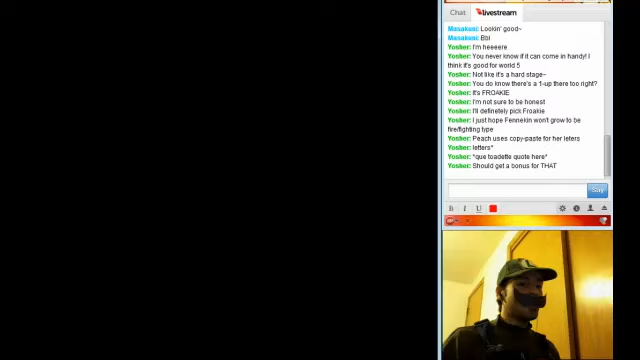 Chat livestream
Masakuni: Lookin' good~
Masakuni: Bbl
Yosher: I'm heeeere
Yosher: You never know if it can come in handy! I
think it's good for world 5
Yosher: Not like it's a hard stage~
Yosher: You do know there's a 1-up there too right?
Yosher: It's FROAKIE
Yosher: I'm not sure to be honest
Yosher: I'll definetely pick Froakie
Yosher: I just hope Fennekin won't grow to be
fire/fighting type
Yosher: Peach uses copy-paste for her leters
Yosher: letters*
Yosher: *que toadette quote here*
Yosher: Should get a bonus for THAT
Say
B I U